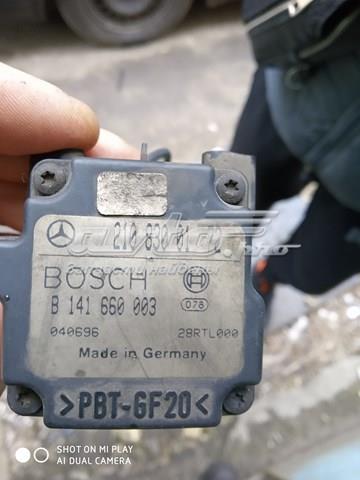 210 830 01
BOSCH
B 141 660 003
078
040696 28RTL000
Made in Germany
>PBT-GF20<
SHOT ON MI PLAY
AI DUAL CAMERA